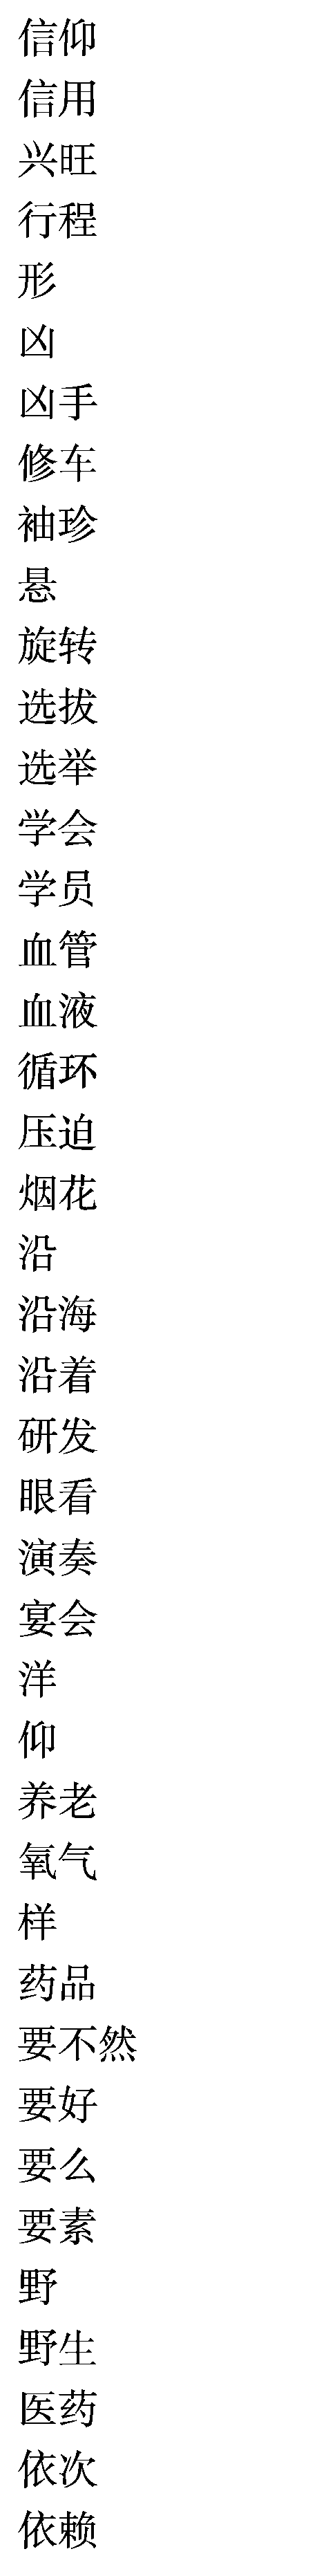 信仰
信用
兴旺
行程
形
凶
凶手
修车
袖珍
悬
旋转
选拔
选举
学会
学员
血管
血液
循环
压迫
烟花
沿
沿海
沿着
研发
眼看
演奏
宴会
洋
仰
养老
氧气
样
药品
要不然
要好
要么
要素
野
野生
医药
依次
依赖